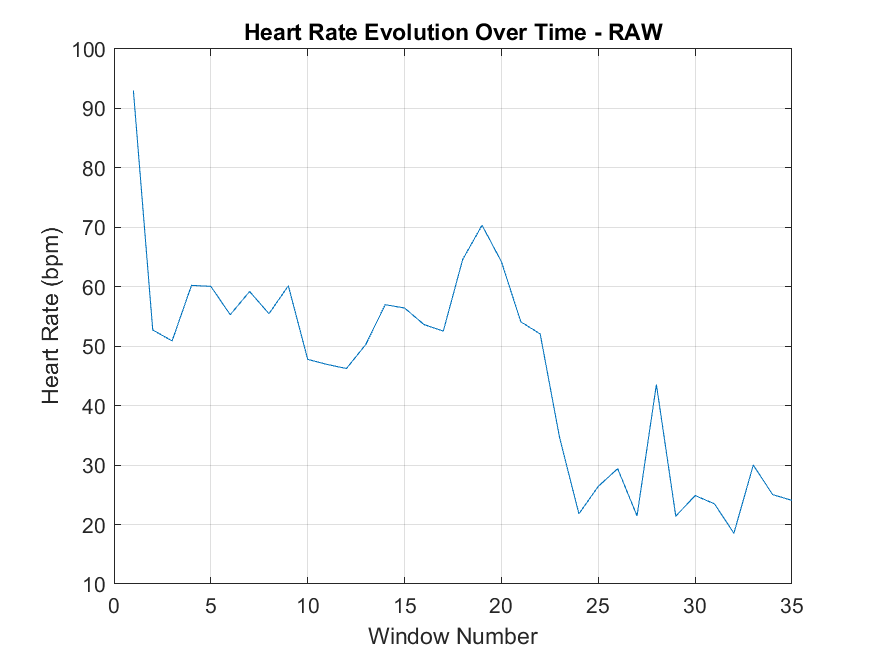 Heart Rate Evolution Over Time - RAW
100
90
80
70
60
50
40
30
20
10
Heart Rate (bpm)
0 5 10 15 20 25 30 35
Window Number